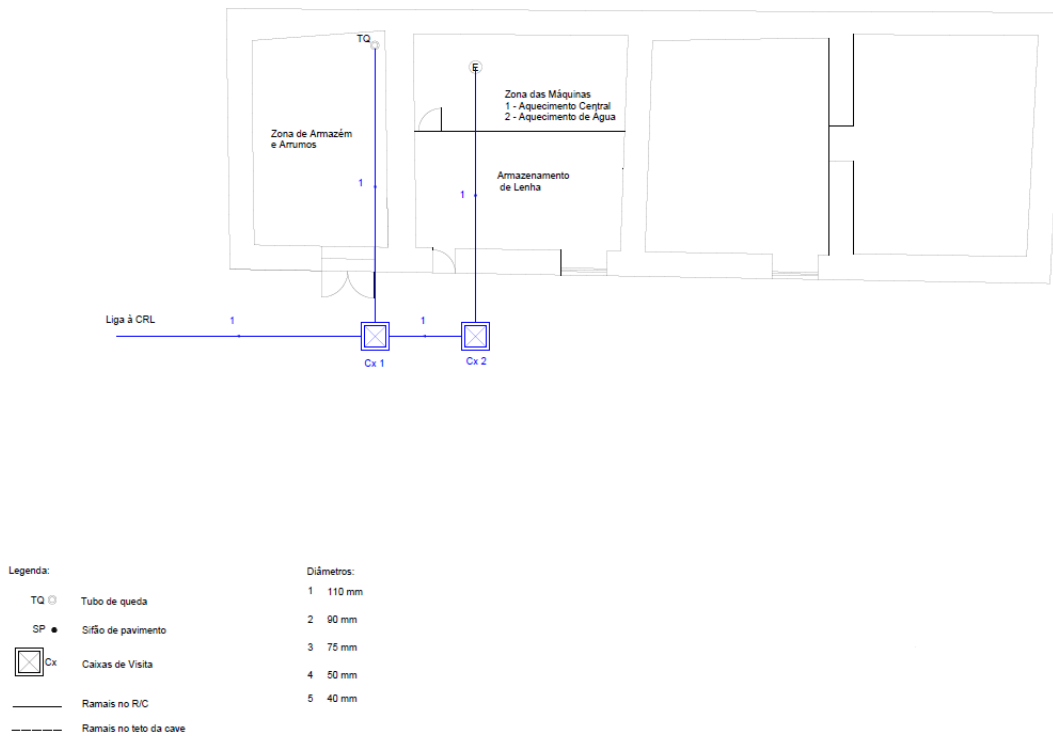 TQ
E
Zona das Máquinas
1 - Aquecimento Central
2 - Aquecimento de Água
Zona de Armazém
e Arrumos
Armazenamento
de Lenha
1
1
Liga à CRL
1
1
Cx 1
Cx 2
Legenda:
TQ Tubo de queda
SP Sifão de pavimento
Cx Caixas de Visita
Ramais no R/C
Ramais no teto da cave
Diâmetros:
1 110 mm
2 90 mm
3 75 mm
4 50 mm
5 40 mm